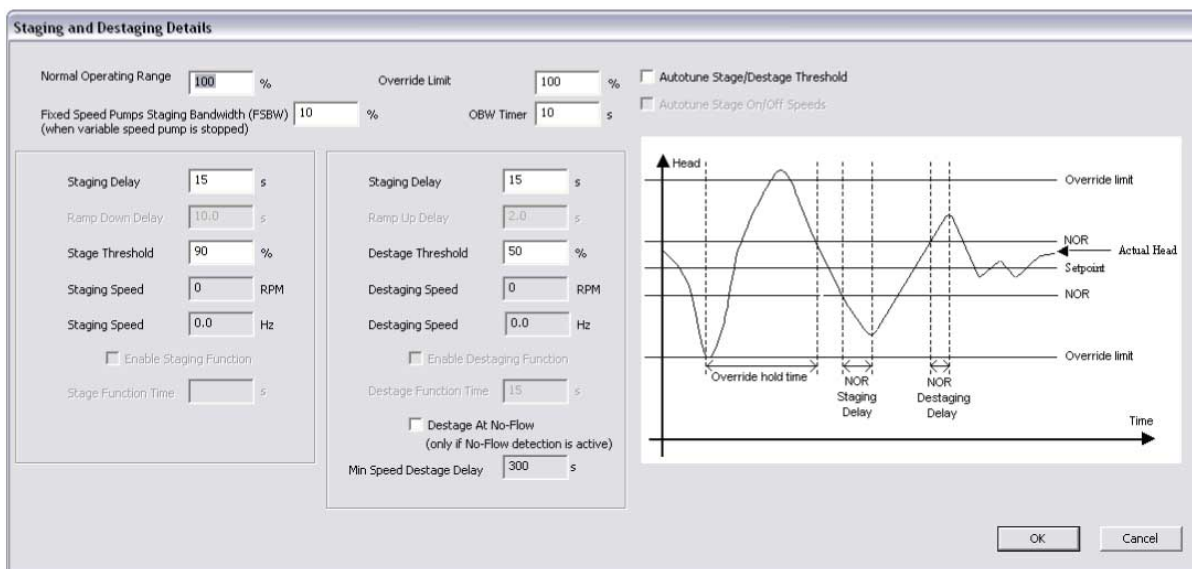 Staging and Destaging Details
Normal Operating Range 100 %
Override Limit 100 %
Autotune Stage/Destage Threshold
Fixed Speed Pumps Staging Bandwidth (FSBW) 10 %
(when variable speed pump is stopped)
OBW Timer 10 s
Autotune Stage On/Off Speeds
Staging Delay 15 s
Ramp Down Delay 10.0 s
Stage Threshold 90 %
Staging Speed 0 RPM
Staging Speed 0.0 Hz
Enable Staging Function
Stage Function Time s
Staging Delay 15 s
Ramp Up Delay 2.0 s
Destage Threshold 50 %
Destaging Speed 0 RPM
Destaging Speed 0.0 Hz
Enable Destaging Function
Destage Function Time 15 s
Destage At No-Flow
(only if No-Flow detection is active)
Min Speed Destage Delay 300 s
Head
Override limit
NOR
Actual Head
Setpoint
NOR
Override limit
Override hold time
NOR
Staging
Delay
NOR
Destaging
Delay
Time
OK
Cancel